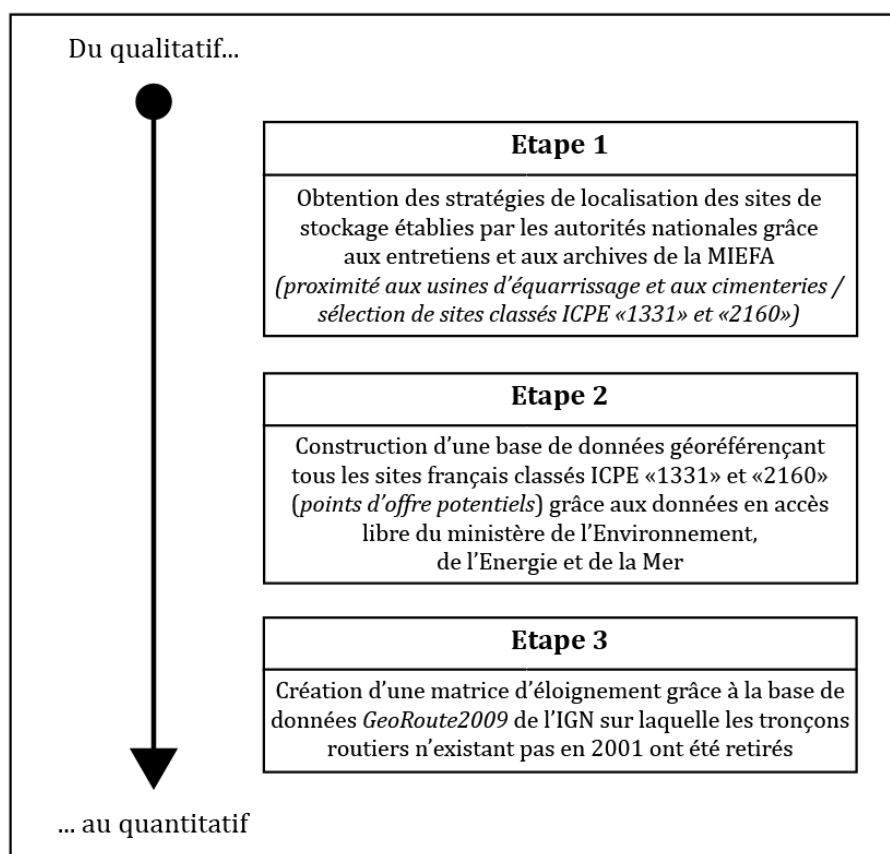 Du qualitatif...
Etape 1
Obtention des stratégies de localisation des sites de
stockage établies par les autorités nationales grâce
aux entretiens et aux archives de la MIEFA
(proximité aux usines d’équarrissage et aux cimenteries /
sélection de sites classés ICPE «1331» et «2160»)
Etape 2
Construction d’une base de données géoréférençant
tous les sites français classés ICPE «1331» et «2160»
(points d’offre potentiels) grâce aux données en accès
libre du ministère de l’Environnement,
de l’Energie et de la Mer
Etape 3
Création d’une matrice d’éloignement grâce à la base de
données GeoRoute2009 de l’IGN sur laquelle les tronçons
routiers n’existant pas en 2001 ont été retirés
... au quantitatif